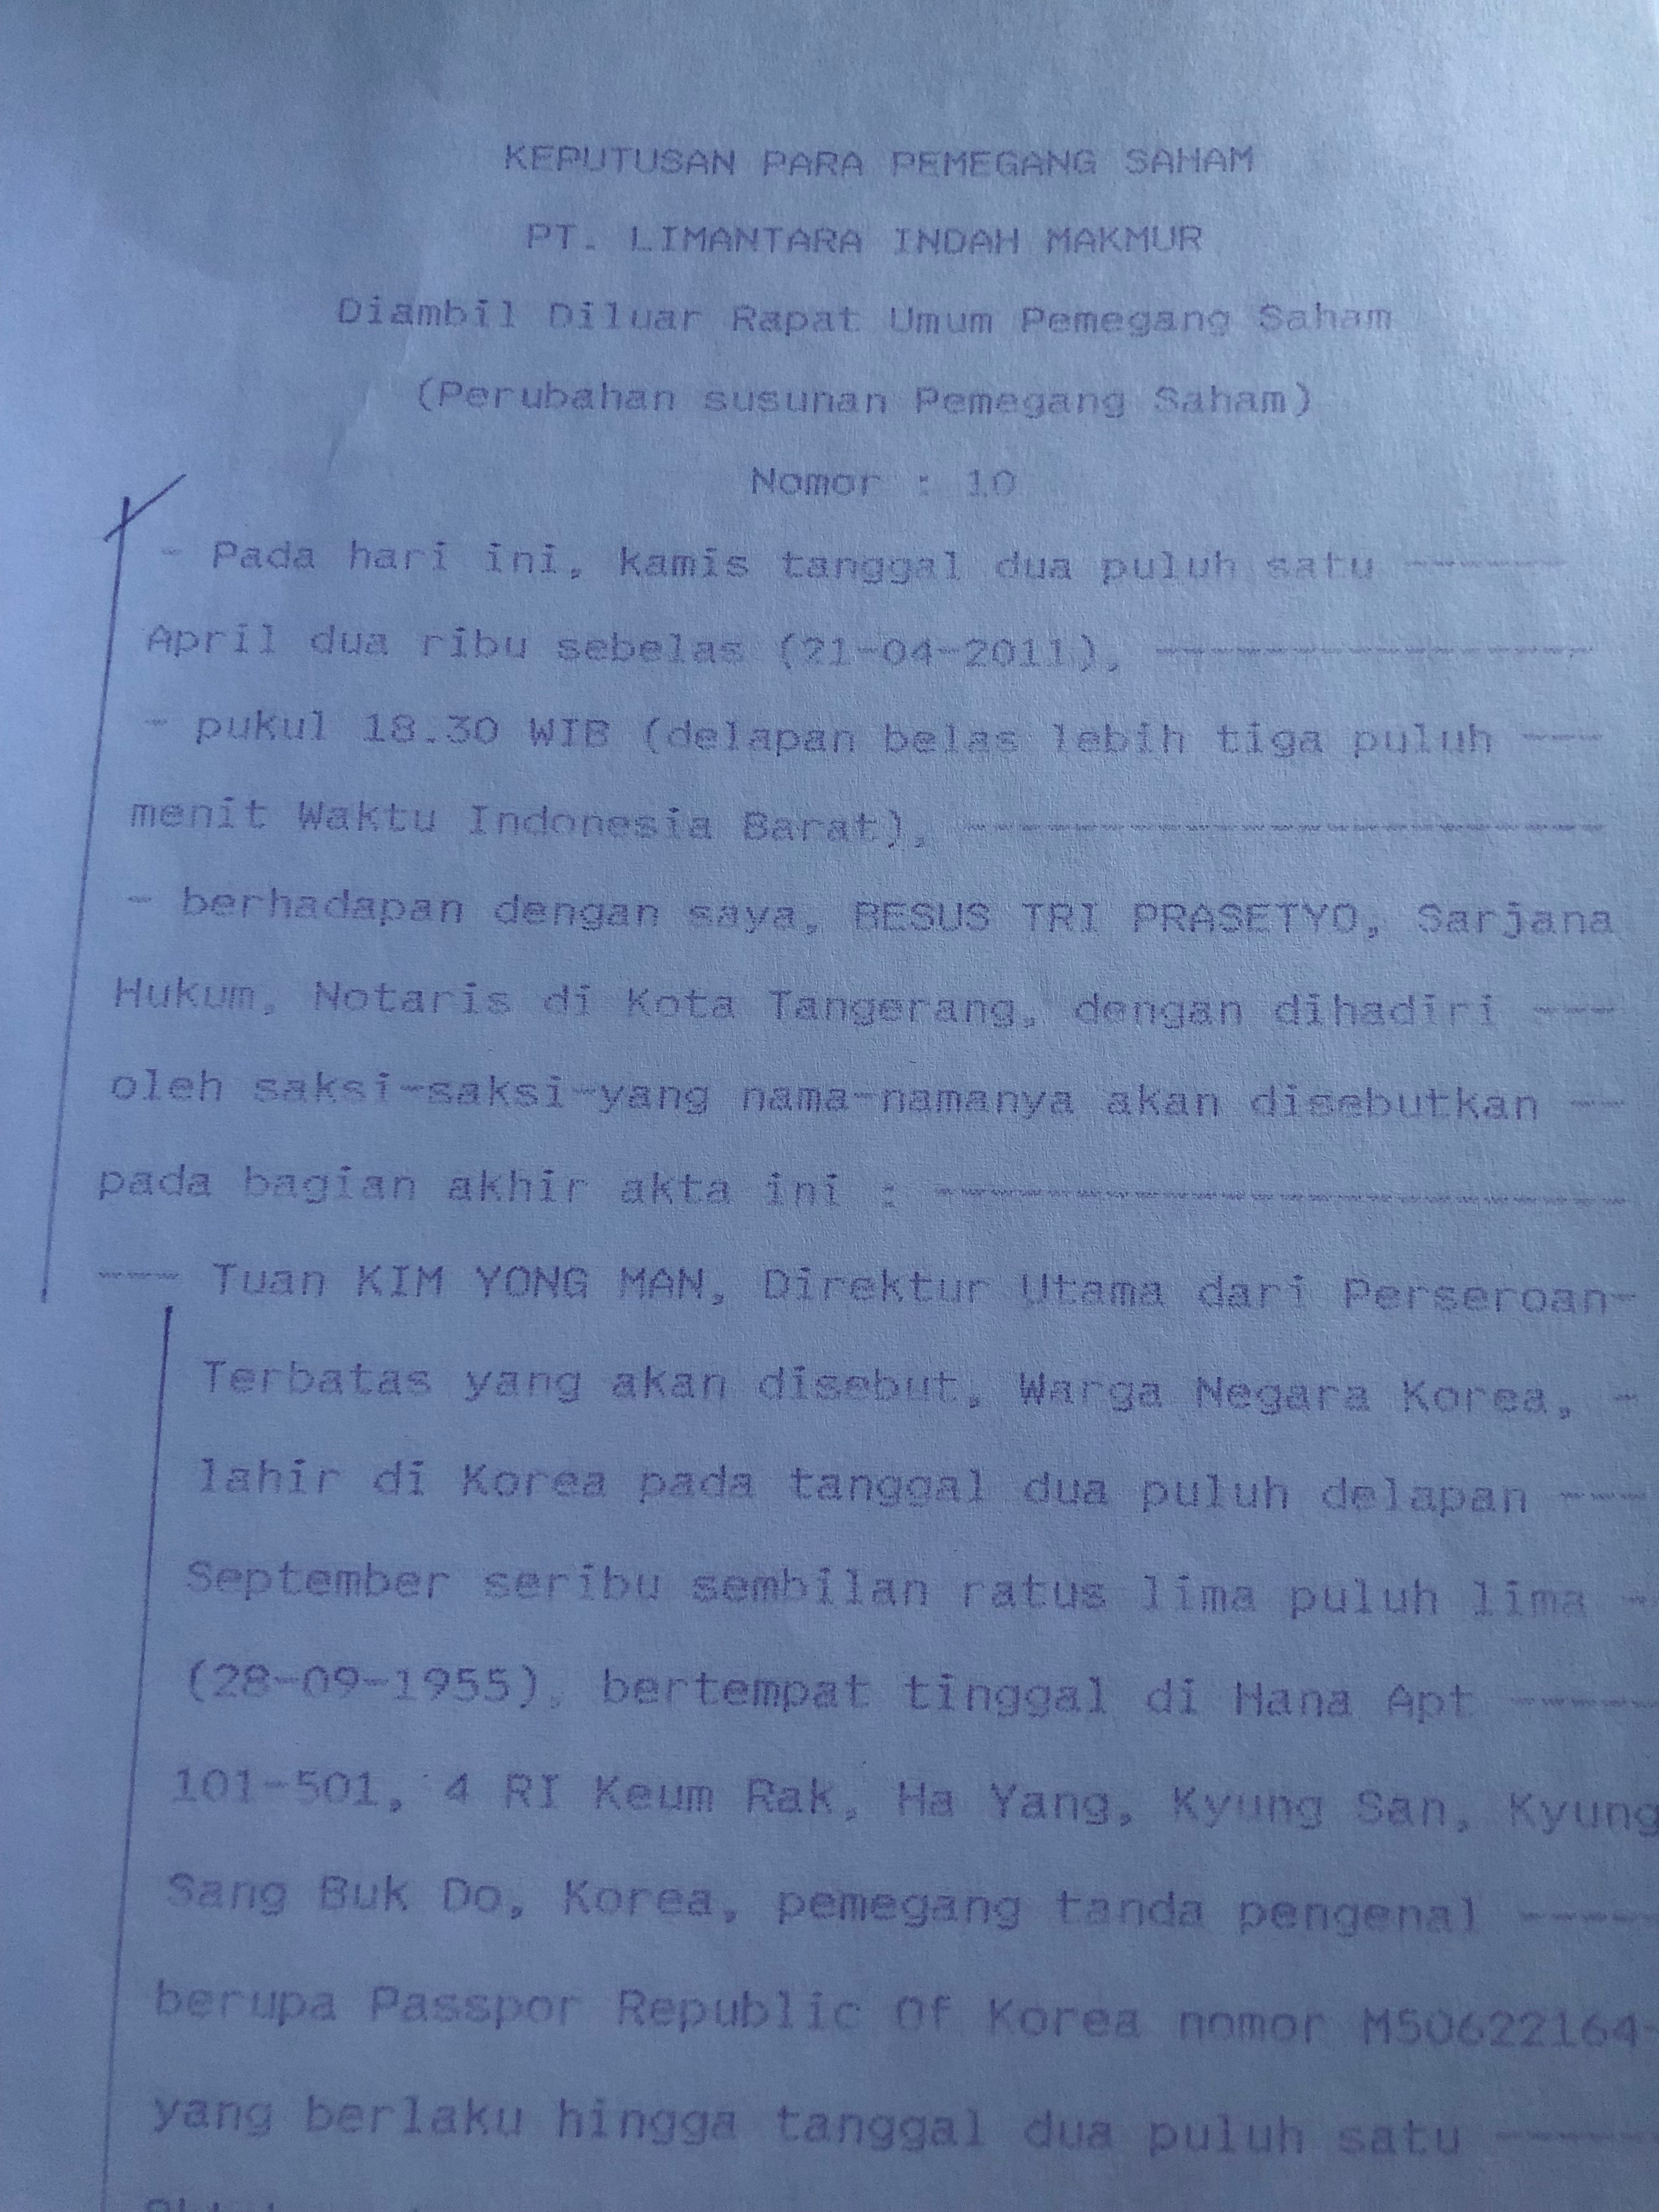 KEPUTUSAN PARA PEMEGANG SAHAM
PT. LIMANTARA INDAH MAKMUR
Diambil Diluar Rapat Umum Pemegang Saham
(Perubahan susunan Pemegang Saham)
Nomor : 10
- Pada hari ini, kamis tanggal dua puluh satu -----
April dua ribu sebelas (21-04-2011), -----
- pukul 18.30 WIB (delapan belas lebih tiga puluh ---
menit Waktu Indonesia Barat), -----
- berhadapan dengan saya, RESUS TRI PRASETYO, Sarjana
Hukum, Notaris di Kota Tangerang, dengan dihadiri ---
oleh saksi-saksi-yang nama-namanya akan disebutkan --
pada bagian akhir akta ini : -----
--- Tuan KIM YONG MAN, Direktur Utama dari Perseroan-
Terbatas yang akan disebut, Warga Negara Korea, -
lahir di Korea pada tanggal dua puluh delapan ---
September seribu sembilan ratus lima puluh lima -
(28-09-1955), bertempat tinggal di Hana Apt -----
101-501, 4 RI Keum Rak, Ha Yang, Kyung San, Kyung
Sang Buk Do, Korea, pemegang tanda pengenal -----
berupa Passpor Republic Of Korea nomor M50622164-
yang berlaku hingga tanggal dua puluh satu -----